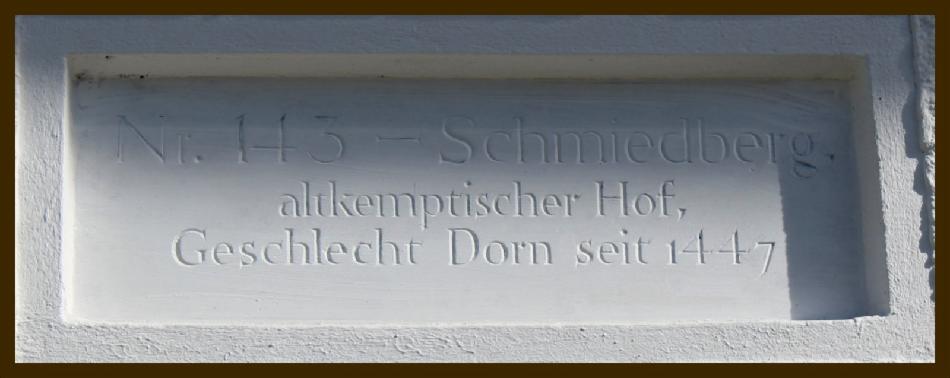 Nr. 143 – Schmiedberg.
altkemptischer Hof,
Geschlecht Dorn seit 1447